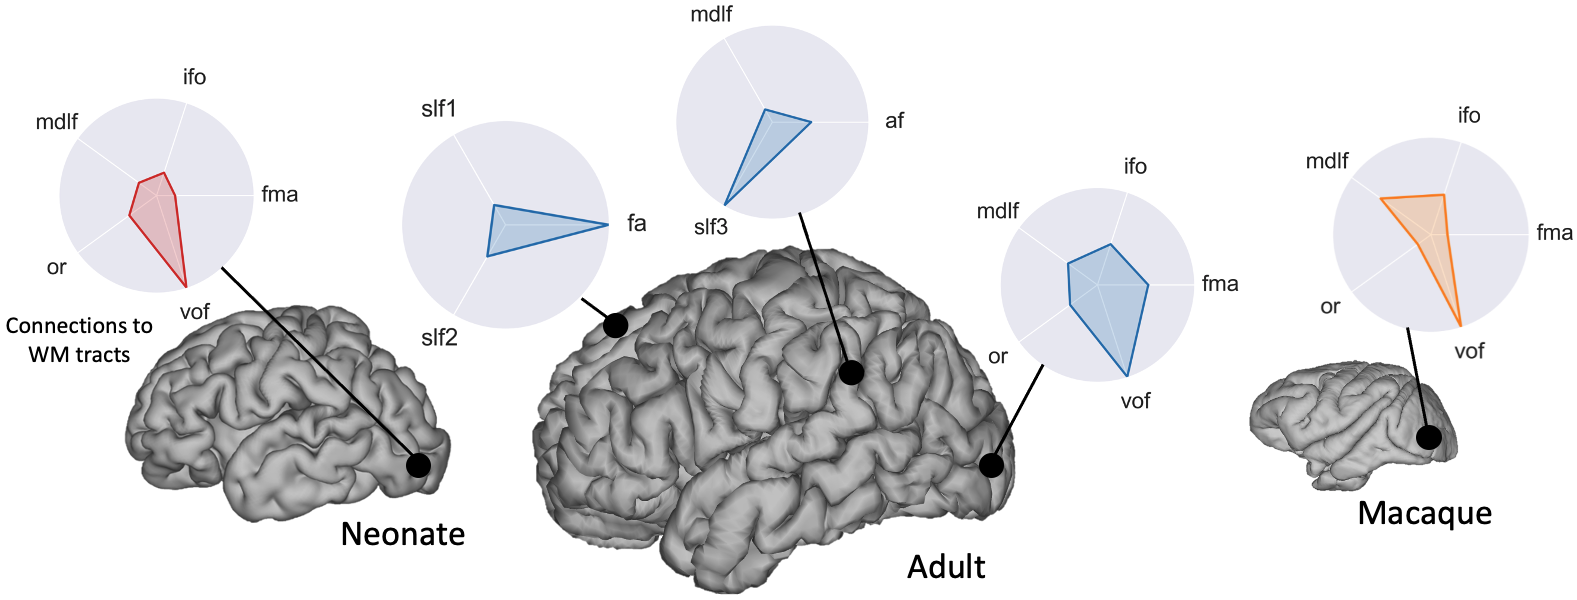 ifo
mdlf
fma
or
vof
Connections to
WM tracts
Neonate
slf1
fa
slf2
mdlf
af
slf3
ifo
mdlf
fma
or
vof
Adult
ifo
mdlf
fma
or
vof
Macaque